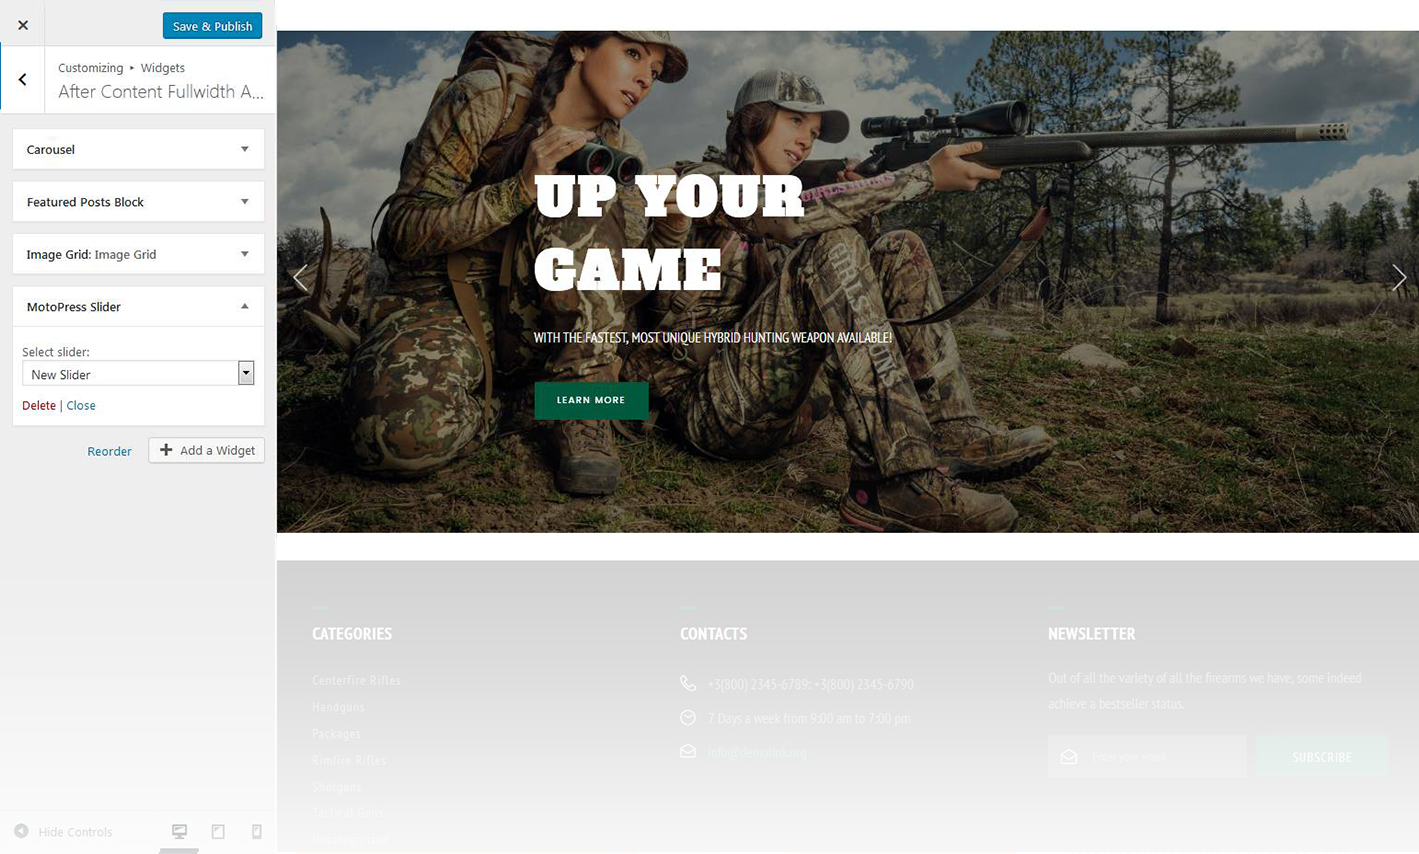 Save & Publish
Customizing ▸ Widgets
After Content Fullwidth A...
Carousel
Featured Posts Block
Image Grid: Image Grid
MotoPress Slider
Select slider:
New Slider
Delete | Close
Reorder
Add a Widget
Hide Controls
UP YOUR
GAME
WITH THE FASTEST, MOST UNIQUE HYBRID HUNTING WEAPON AVAILABLE!
LEARN MORE
CATEGORIES
Centerfire Rifles
Handguns
Packages
Rimfire Rifles
Shotguns
CONTACTS
+3(800) 2345-6789; +3(800) 2345-6790
7 Days a week from 9:00 am to 7:00 pm
info@demolink.org
NEWSLETTER
Out of all the variety of all the firearms we have, some indeed
achieve a bestseller status.
Enter your email
SUBSCRIBE